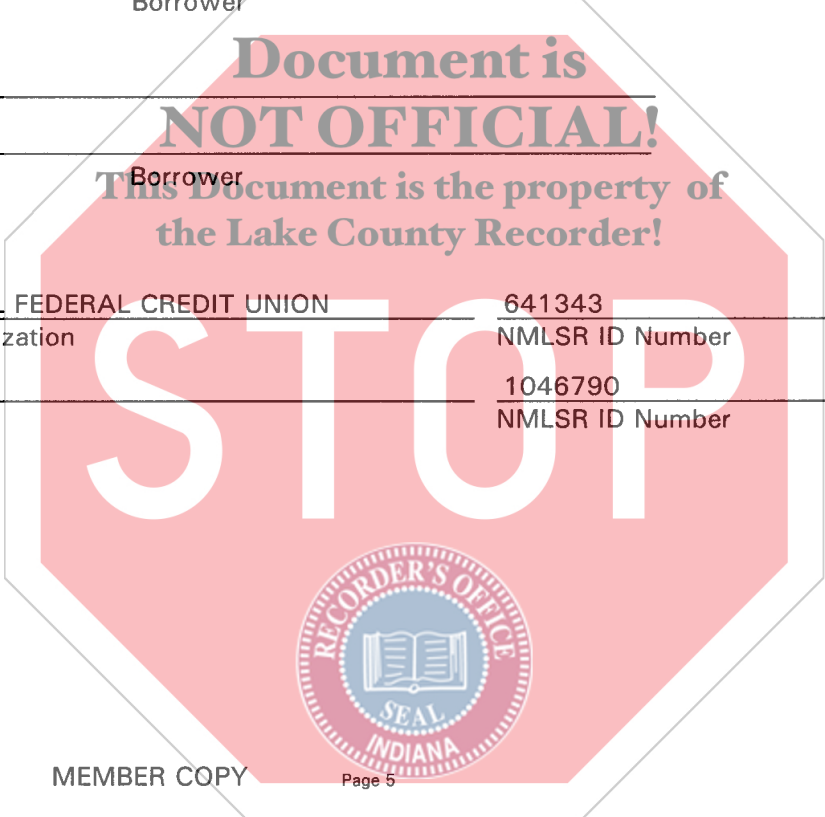 Borrower
Document is
NOT OFFICIAL!
Borrower
This Document is the property of
the Lake County Recorder!
FEDERAL CREDIT UNION 641343
zation NMLSR ID Number
1046790
NMLSR ID Number
STOP
RECORDER'S OFFICE
SEAL
INDIANA
MEMBER COPY Page 5